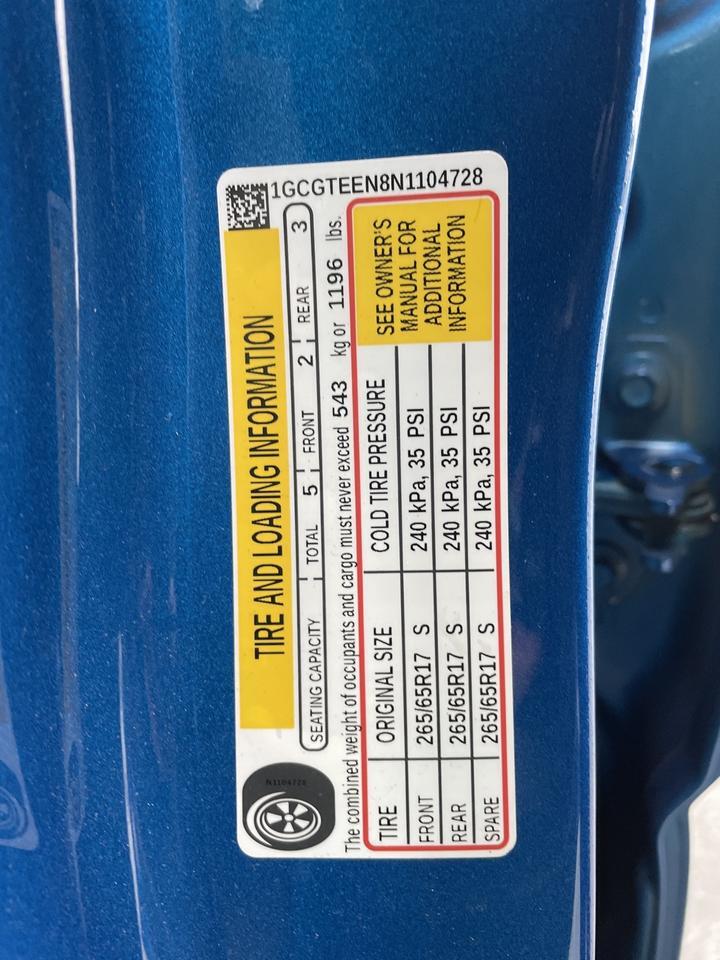 1GCGTEEN8N1104728
TIRE AND LOADING INFORMATION
SEATING CAPACITY TOTAL 5 FRONT 2 REAR 3
The combined weight of occupants and cargo must never exceed 543 kg or 1196 lbs.
TIRE ORIGINAL SIZE COLD TIRE PRESSURE
FRONT 265/65R17 S 240 kPa, 35 PSI
REAR 265/65R17 S 240 kPa, 35 PSI
SPARE 265/65R17 S 240 kPa, 35 PSI
SEE OWNER'S
MANUAL FOR
ADDITIONAL
INFORMATION
N1104728